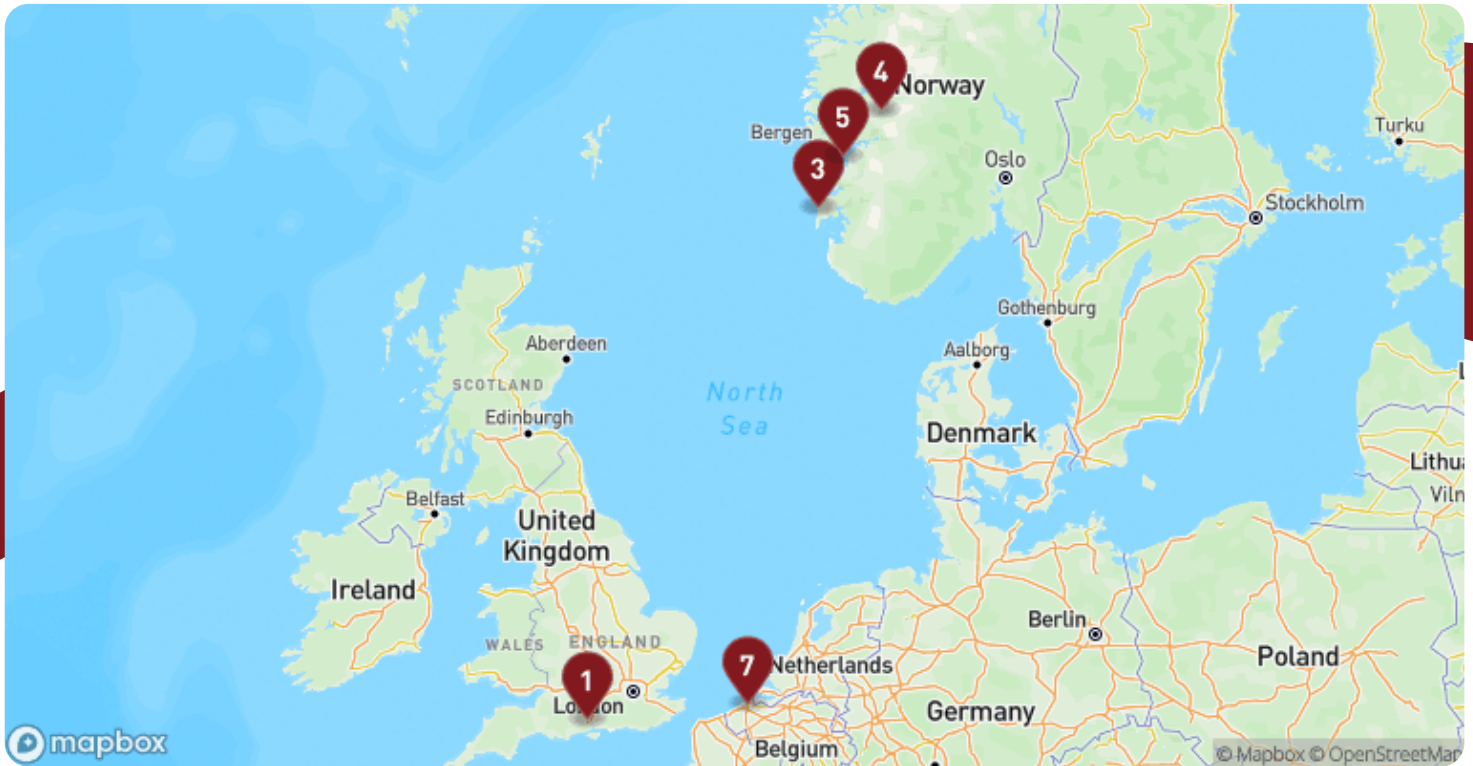 4
Norway
5
Bergen
3
Oslo
Turku
Stockholm
Gothenburg
Aberdeen
Aalborg
SCOTLAND
North
Sea
Edinburgh
Denmark
Lithua
Viln
Belfast
United
Kingdom
Ireland
Berlin
WALES
ENGLAND
7
Netherlands
Poland
1
London
Germany
Belgium
mapbox
© Mapbox © OpenStreetMap